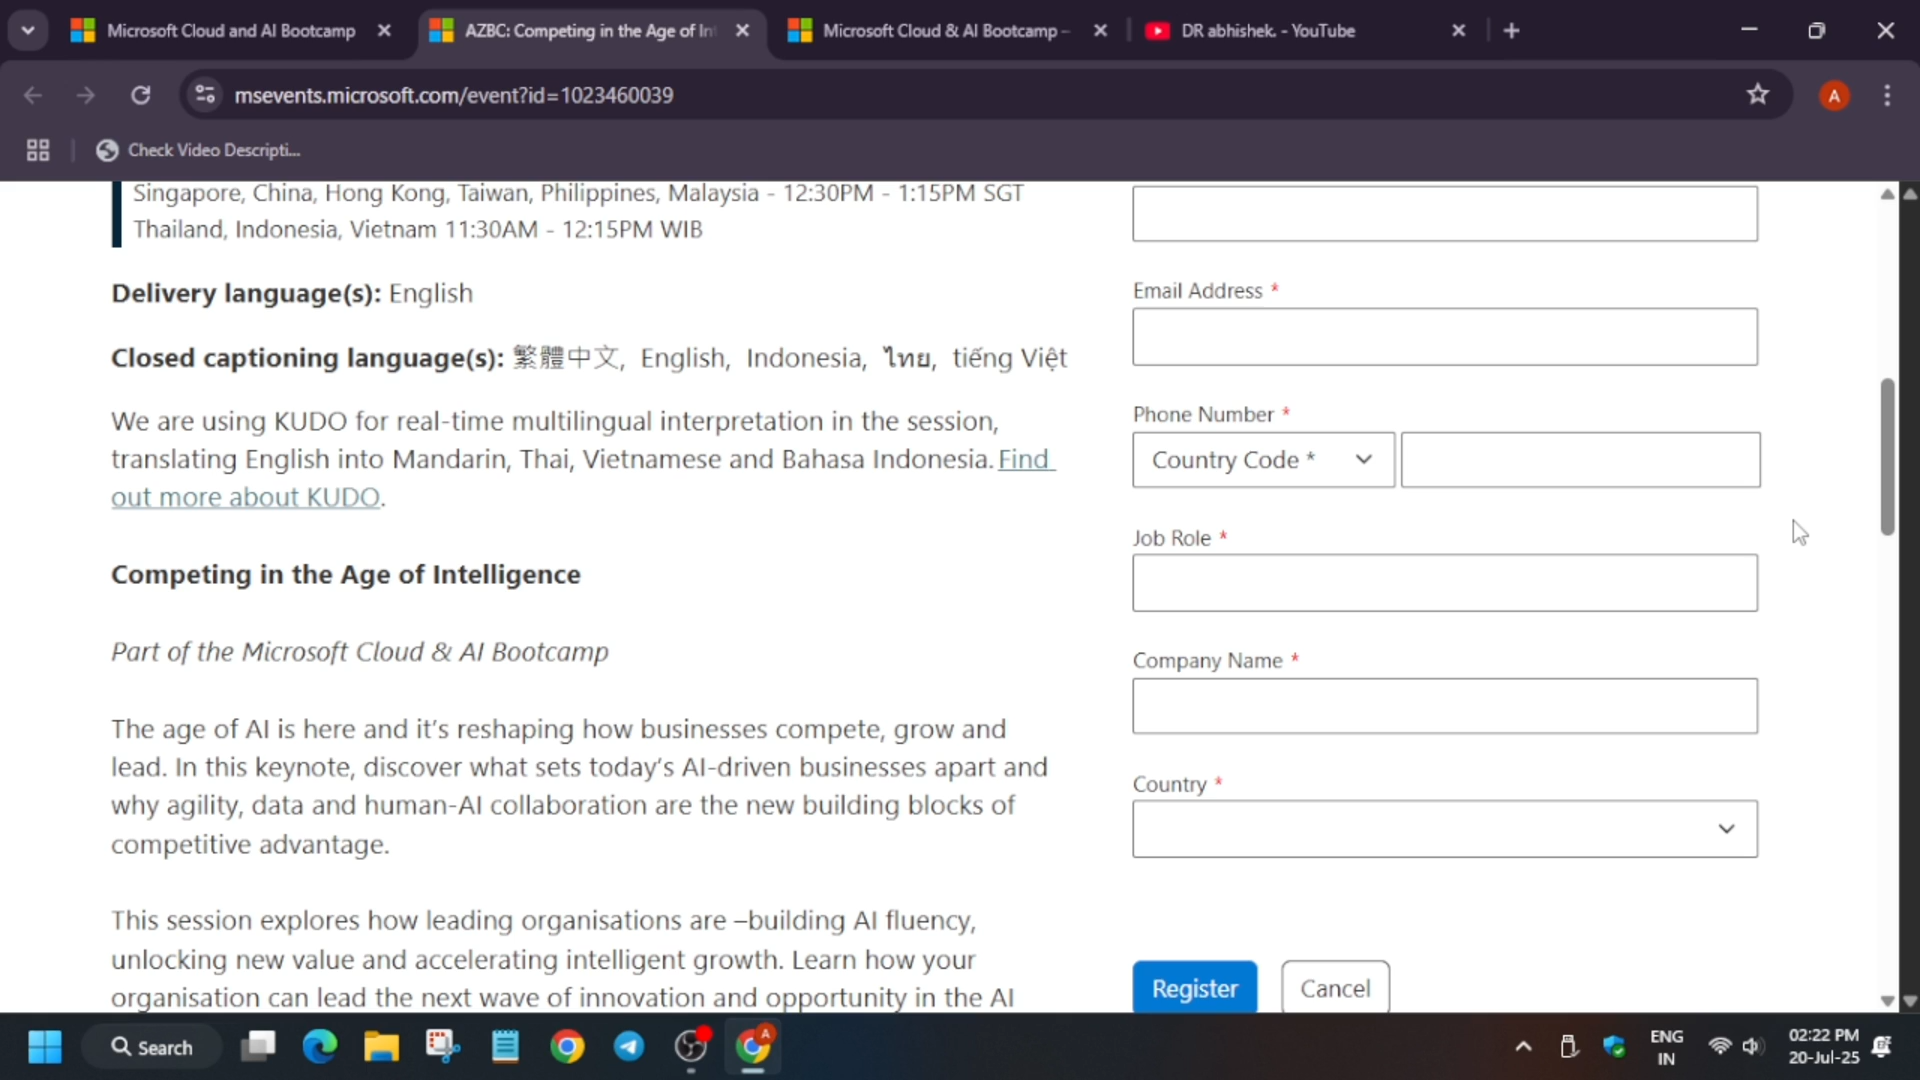 Microsoft Cloud and AI Bootcamp
AZBC: Competing in the Age of Int
Microsoft Cloud & AI Bootcamp –
DR abhishek. - YouTube
msevents.microsoft.com/event?id=1023460039
A
Check Video Descripti...
Singapore, China, Hong Kong, Taiwan, Philippines, Malaysia - 12:30PM - 1:15PM SGT
Thailand, Indonesia, Vietnam 11:30AM - 12:15PM WIB
Delivery language(s): English
Closed captioning language(s): 繁體中文, English, Indonesia, ไทย, tiếng Việt
We are using KUDO for real-time multilingual interpretation in the session,
translating English into Mandarin, Thai, Vietnamese and Bahasa Indonesia. Find
out more about KUDO.
Competing in the Age of Intelligence
Part of the Microsoft Cloud & AI Bootcamp
The age of AI is here and it's reshaping how businesses compete, grow and
lead. In this keynote, discover what sets today's AI-driven businesses apart and
why agility, data and human-AI collaboration are the new building blocks of
competitive advantage.
This session explores how leading organisations are –building AI fluency,
unlocking new value and accelerating intelligent growth. Learn how your
organisation can lead the next wave of innovation and opportunity in the AI
Email Address *
Phone Number *
Country Code *
Job Role *
Company Name *
Country *
Register
Cancel
Search
A
ENG
IN
02:22 PM
20-Jul-25